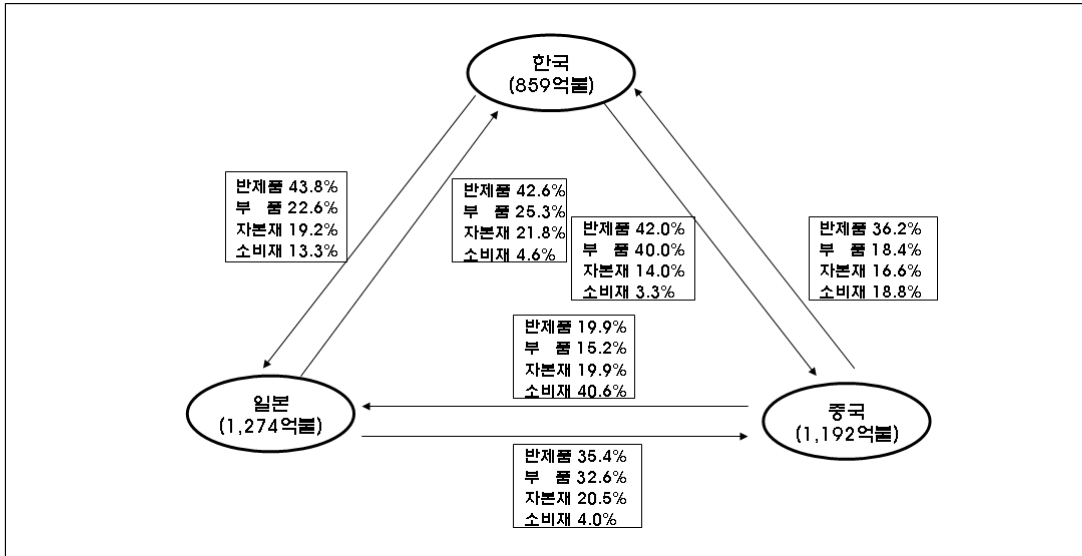 한국
(859억불)
반제품 43.8%
부 품 22.6%
자본재 19.2%
소비재 13.3%
반제품 42.6%
부 품 25.3%
자본재 21.8%
소비재 4.6%
반제품 42.0%
부 품 40.0%
자본재 14.0%
소비재 3.3%
반제품 36.2%
부 품 18.4%
자본재 16.6%
소비재 18.8%
반제품 19.9%
부 품 15.2%
자본재 19.9%
소비재 40.6%
일본
(1,274억불)
중국
(1,192억불)
반제품 35.4%
부 품 32.6%
자본재 20.5%
소비재 4.0%